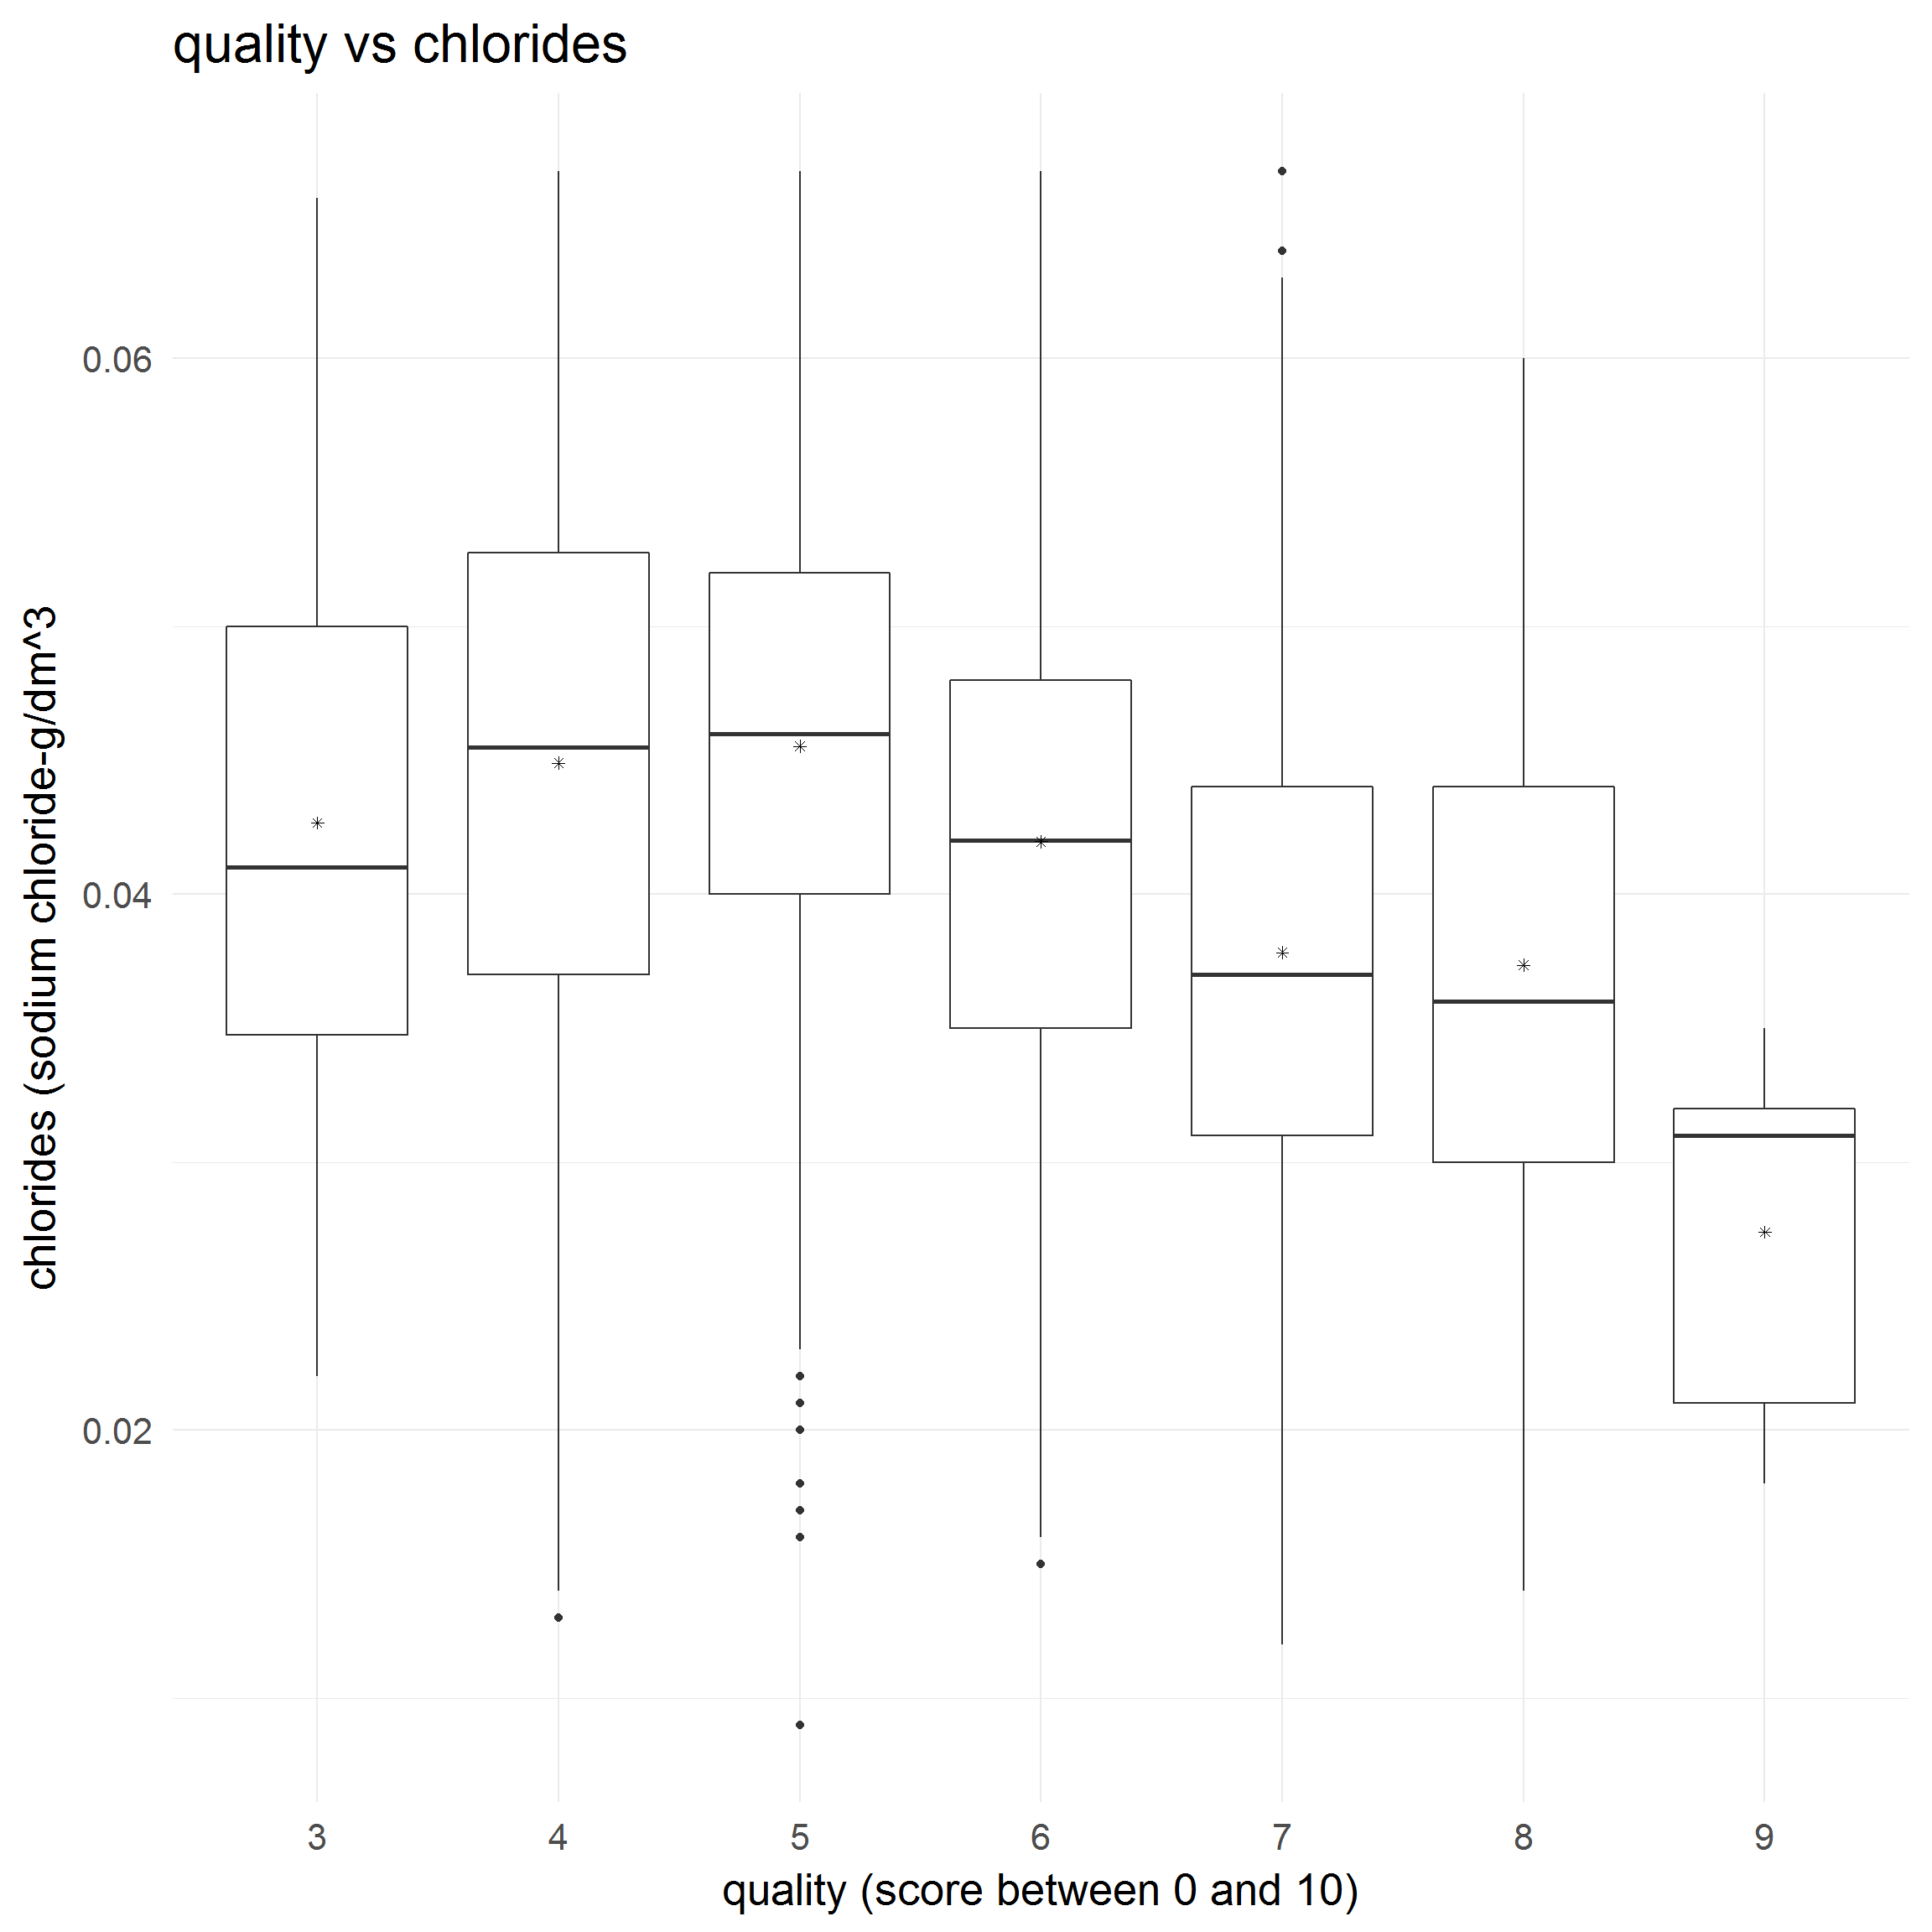 quality vs chlorides
chlorides (sodium chloride-g/dm^3
0.06
0.04
0.02
3 4 5 6 7 8 9
quality (score between 0 and 10)